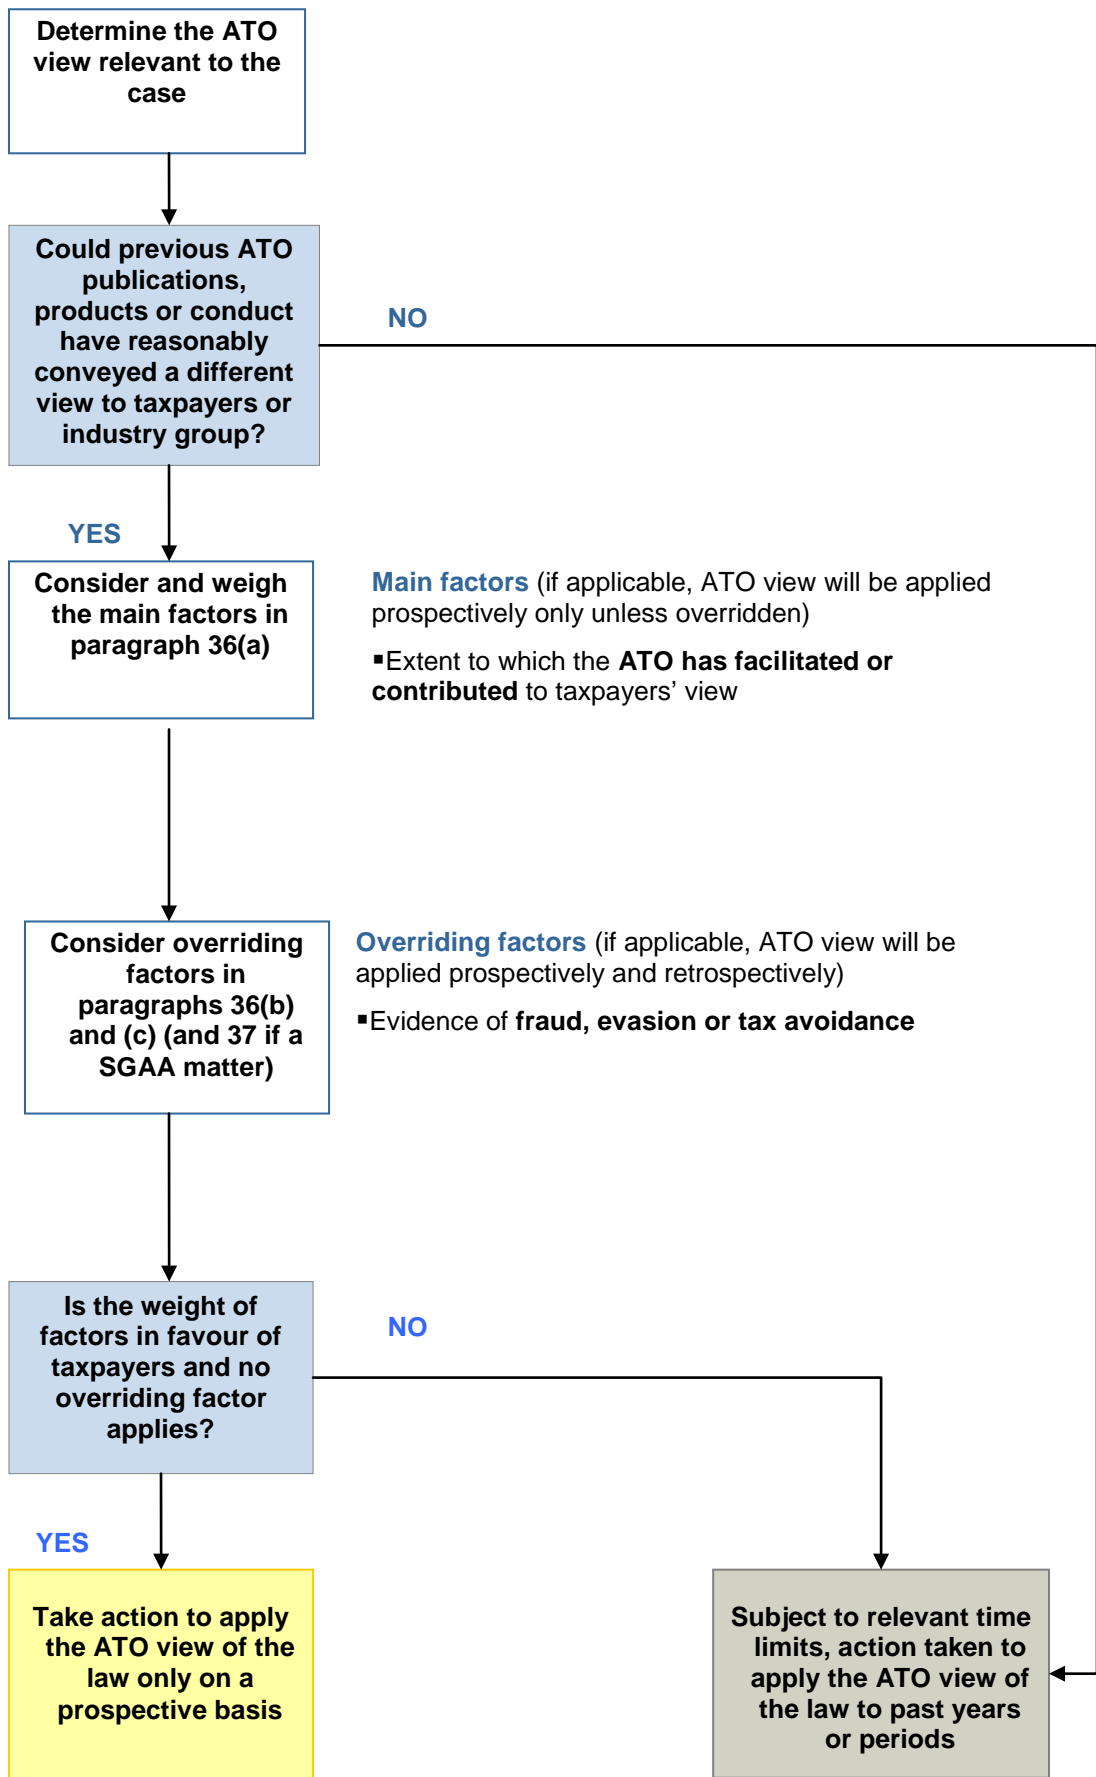 Determine the ATO
view relevant to the
case
Could previous ATO
publications,
products or conduct
have reasonably
conveyed a different
view to taxpayers or
industry group?
NO
YES
Consider and weigh
the main factors in
paragraph 36(a)
Main factors (if applicable, ATO view will be applied
prospectively only unless overridden)
▪Extent to which the ATO has facilitated or
contributed to taxpayers’ view
Consider overriding
factors in
paragraphs 36(b)
and (c) (and 37 if a
SGAA matter)
Overriding factors (if applicable, ATO view will be
applied prospectively and retrospectively)
▪Evidence of fraud, evasion or tax avoidance
Is the weight of
factors in favour of
taxpayers and no
overriding factor
applies?
NO
YES
Take action to apply
the ATO view of the
law only on a
prospective basis
Subject to relevant time
limits, action taken to
apply the ATO view of
the law to past years
or periods